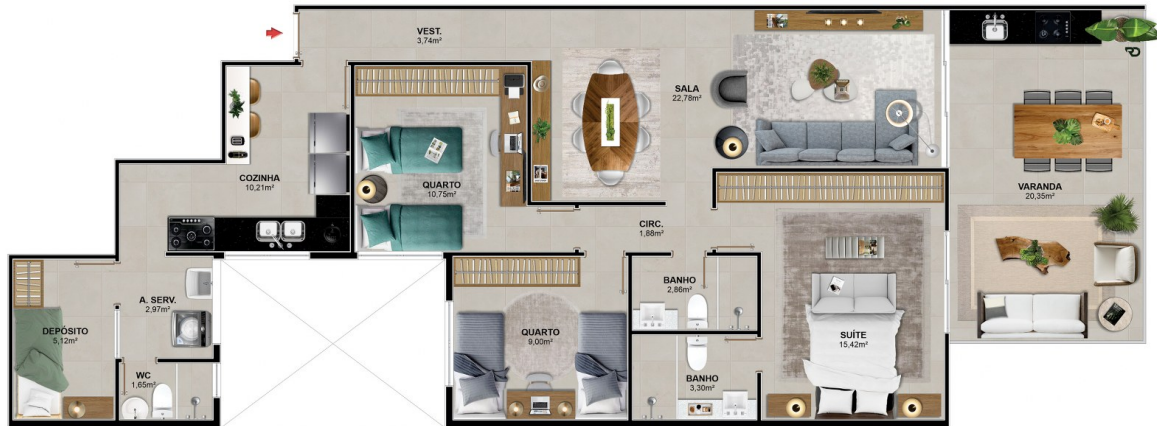 VEST.
3,74m²
SALA
22,78m²
COZINHA
10,21m²
QUARTO
10,75m²
VARANDA
20,35m²
CIRC.
1,88m²
BANHO
2,86m²
A. SERV.
2,97m²
DEPÓSITO
5,12m²
QUARTO
9,00m²
SUÍTE
15,42m²
WC
1,65m²
BANHO
3,30m²